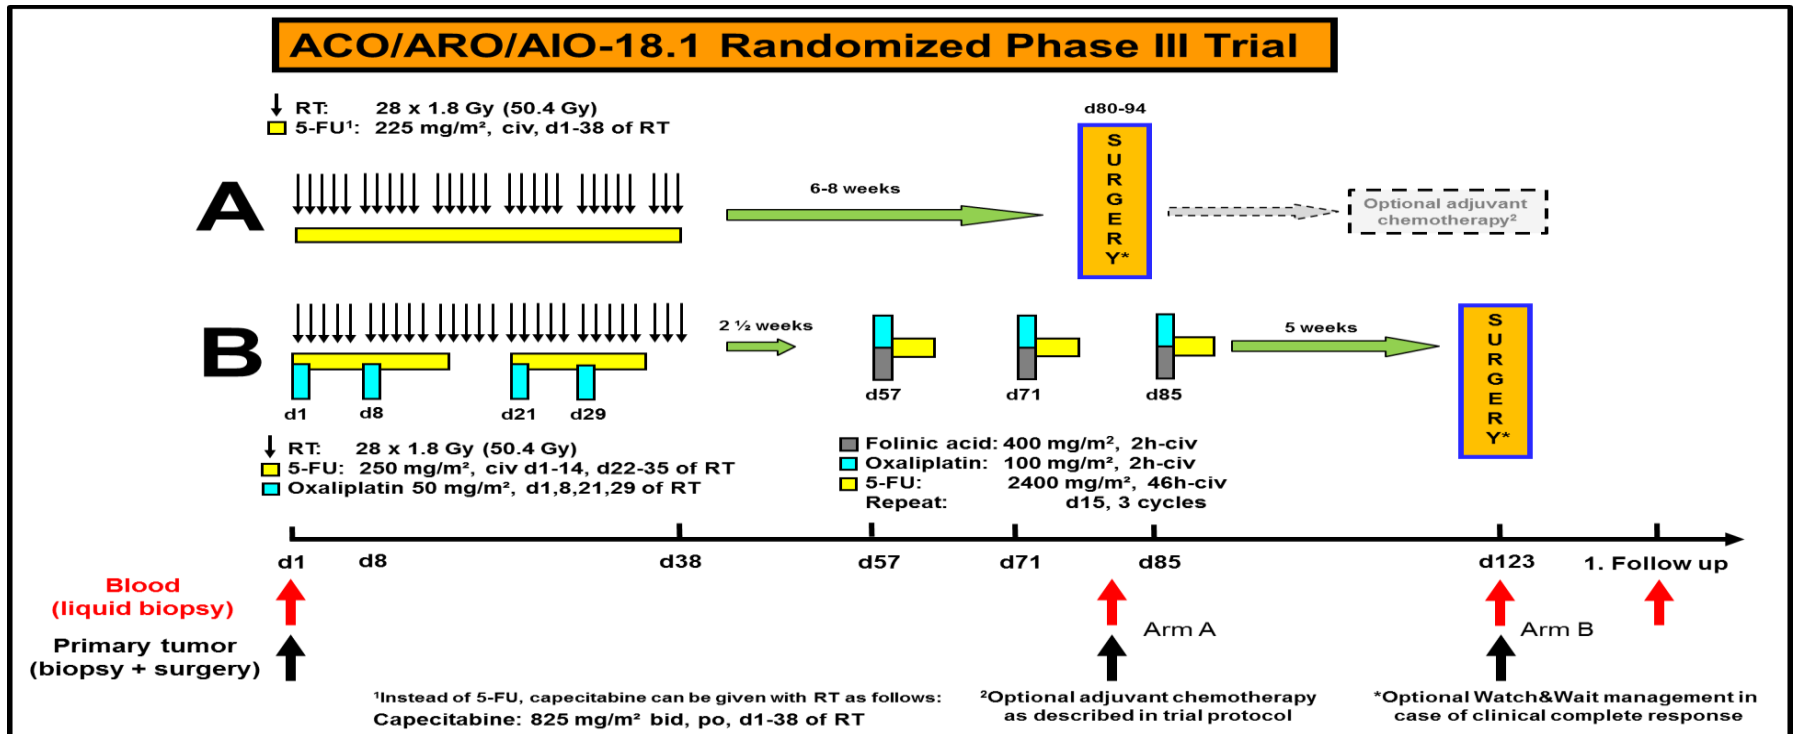 ACO/ARO/AIO-18.1 Randomized Phase III Trial
RT: 28 x 1.8 Gy (50.4 Gy)
5-FU¹: 225 mg/m², civ, d1-38 of RT
A
6-8 weeks
d80-94
SURGERY*
Optional adjuvant
chemotherapy²
B
2 ½ weeks
5 weeks
SURGERY*
d1
d8
d21
d29
d57
d71
d85
RT: 28 x 1.8 Gy (50.4 Gy)
5-FU: 250 mg/m², civ d1-14, d22-35 of RT
Oxaliplatin 50 mg/m², d1,8,21,29 of RT
Folinic acid: 400 mg/m², 2h-civ
Oxaliplatin: 100 mg/m², 2h-civ
5-FU: 2400 mg/m², 46h-civ
Repeat: d15, 3 cycles
d1
d8
d38
d57
d71
d85
d123
1. Follow up
Blood
(liquid biopsy)
Primary tumor
(biopsy + surgery)
Arm A
Arm B
¹Instead of 5-FU, capecitabine can be given with RT as follows:
Capecitabine: 825 mg/m² bid, po, d1-38 of RT
²Optional adjuvant chemotherapy
as described in trial protocol
*Optional Watch&Wait management in
case of clinical complete response